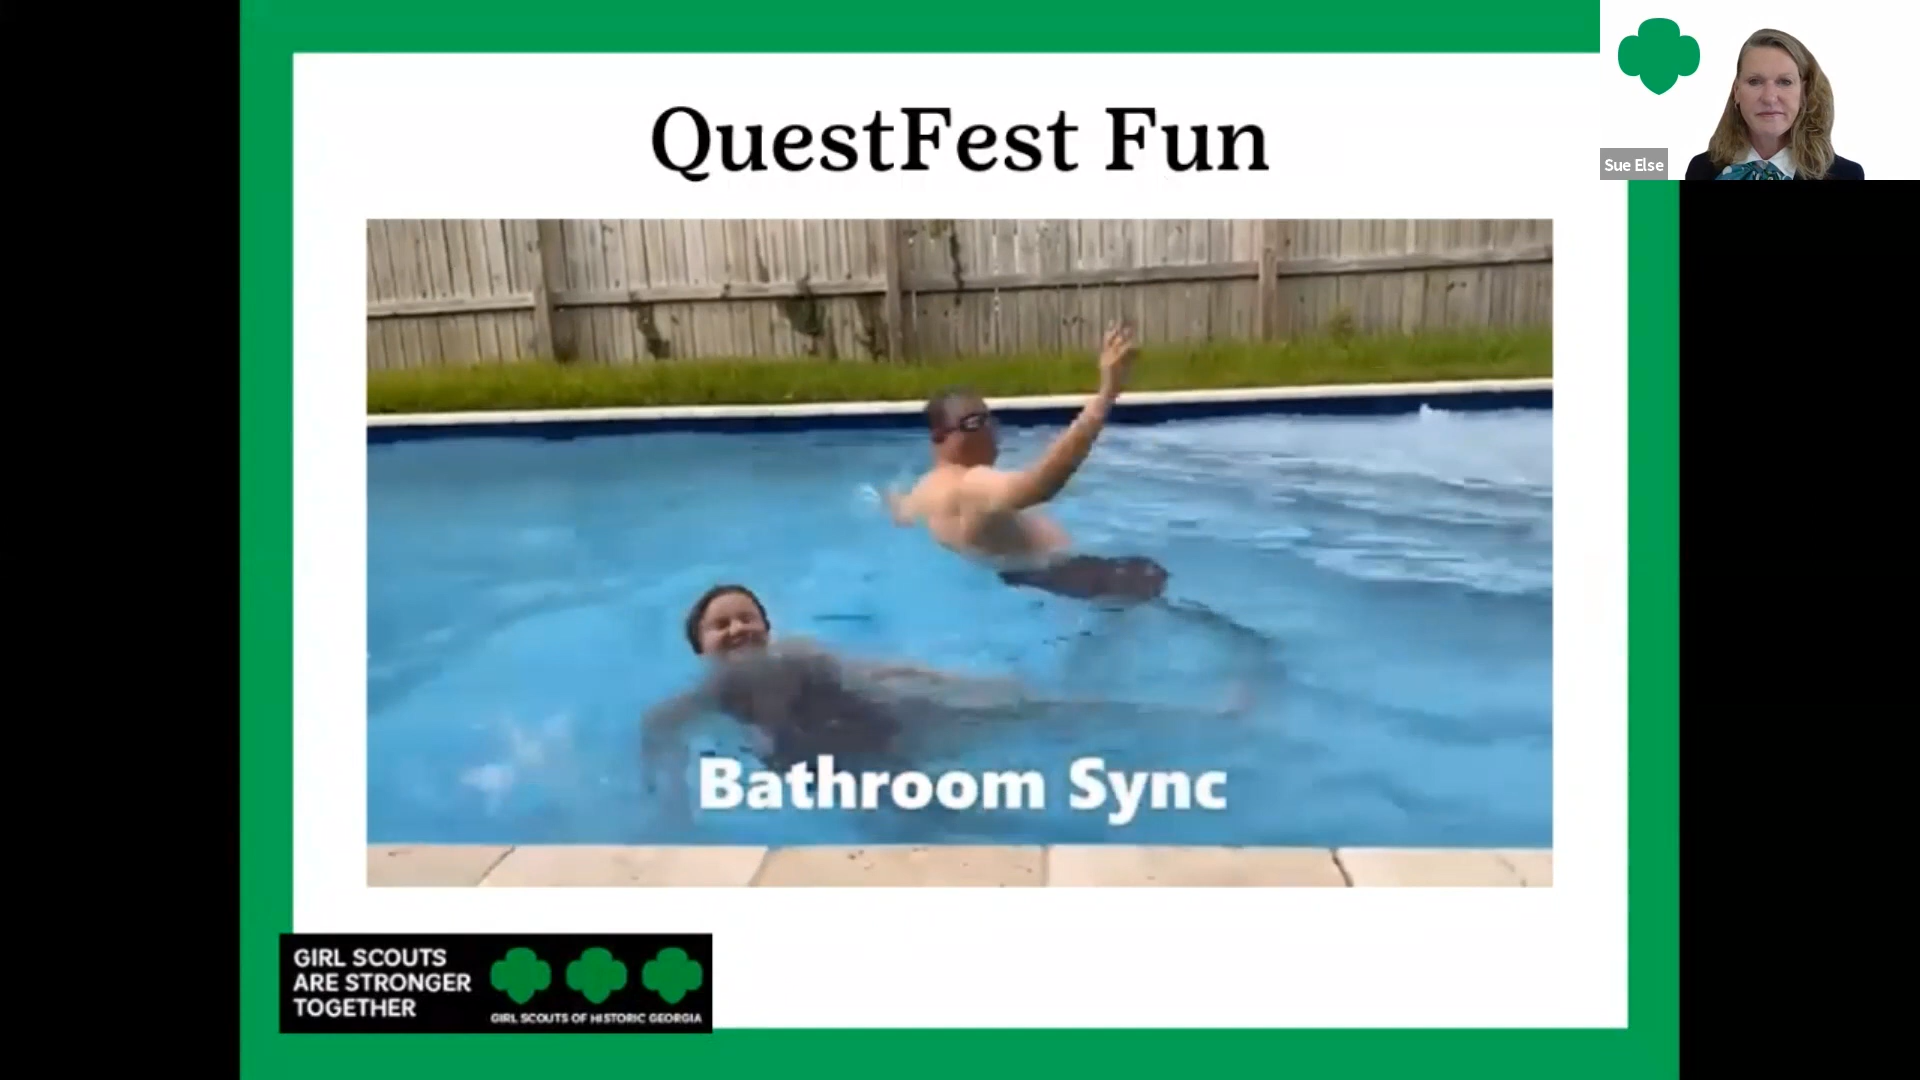 QuestFest Fun
Sue Else
Bathroom Sync
GIRL SCOUTS
ARE STRONGER
TOGETHER
GIRL SCOUTS OF HISTORIC GEORGIA